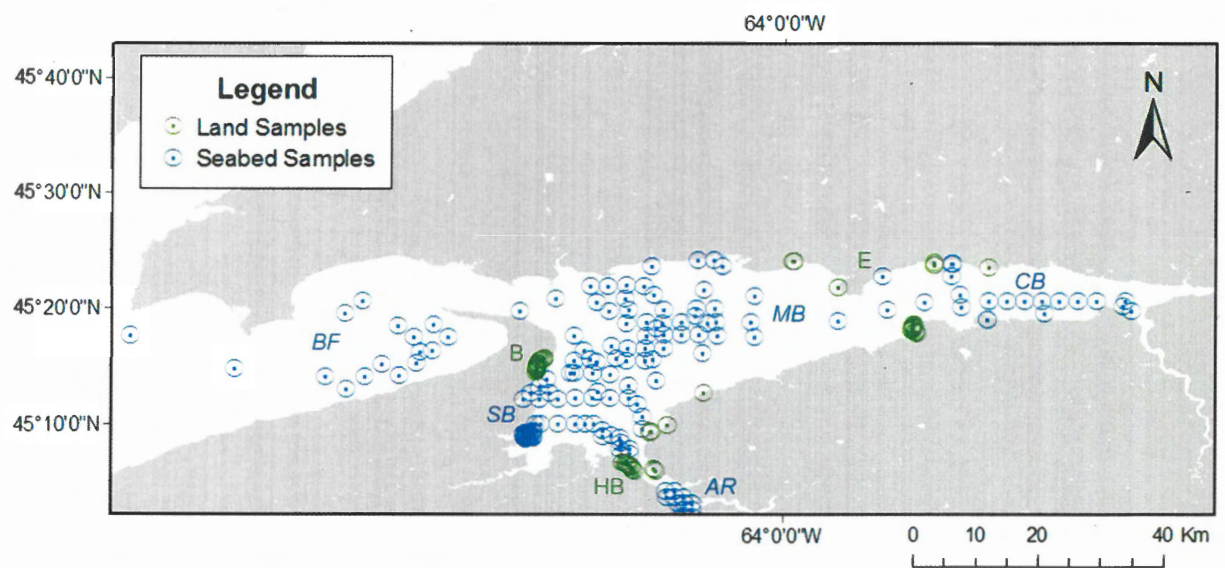 64°0'0"W
45°40'0"N
45°30'0"N
45°20'0"N
45°10'0"N
Legend
Land Samples
Seabed Samples
N
E
CB
MB
BF
B
SB
HB
AR
64°0'0"W
0 10 20 40 Km